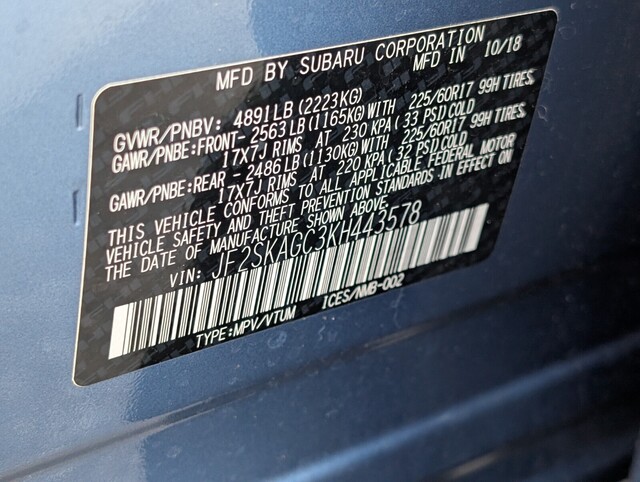 MFD BY SUBARU CORPORATION
MFD IN 10/18
GVWR/PNBV: 4891LB(2223KG)
GAWR/PNBE:FRONT-2563LB(1165KG)WITH 225/60R17 99H TIRES,
17X7J RIMS AT 230 KPA(33 PSI)COLD
GAWR/PNBE:REAR-2486LB(1130KG)WITH 225/60R17 99H TIRES,
17X7J RIMS AT 220 KPA(32 PSI)COLD
THIS VEHICLE CONFORMS TO ALL APPLICABLE FEDERAL MOTOR
VEHICLE SAFETY AND THEFT PREVENTION STANDARDS IN EFFECT ON
THE DATE OF MANUFACTURE SHOWN ABOVE.
VIN: JF2SKAGC3KH443578
TYPE:MPV/VTUM ICES/NMB-002